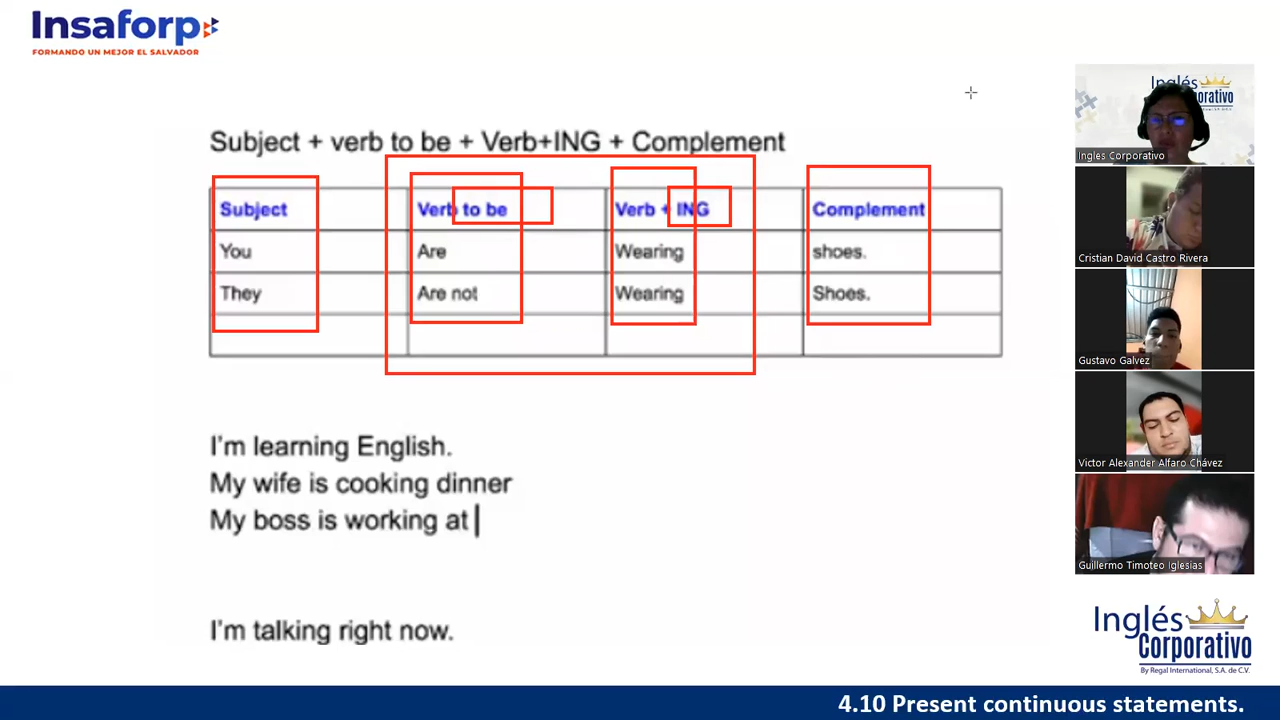 Insaforp
FORMANDO UN MEJOR EL SALVADOR
Subject + verb to be + Verb+ING + Complement
Subject Verb to be Verb + ING Complement
You Are Wearing shoes.
They Are not Wearing Shoes.
I'm learning English.
My wife is cooking dinner
My boss is working at
I'm talking right now.
Inglés
orporativo
Ingles Corporativo
Cristian David Castro Rivera
Gustavo Galvez
Victor Alexander Alfaro Chávez
Guillermo Timoteo Iglesias
Inglés
Corporativo
By Regal International, S.A. de C.V.
4.10 Present continuous statements.